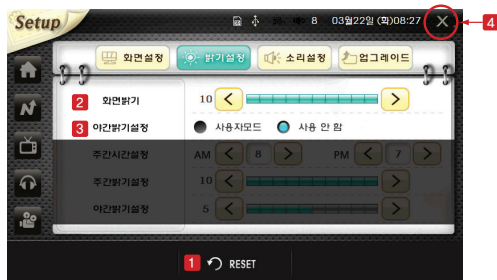 Setup 8 03월22일 (화)08:27 4
화면설정 밝기설정 소리설정 업그레이드
2 화면밝기 10
3 야간밝기설정 사용자모드 사용 안 함
주간시간설정 AM 8 PM 7
주간밝기설정 10
야간밝기설정 5
1 RESET